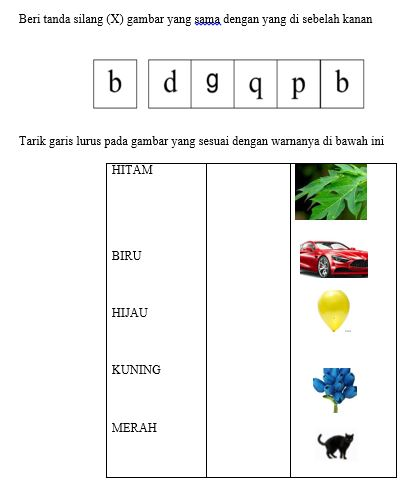 Beri tanda silang (X) gambar yang sama dengan yang di sebelah kanan
b d g q p b
Tarik garis lurus pada gambar yang sesuai dengan warnanya di bawah ini
HITAM
BIRU
HIJAU
KUNING
MERAH